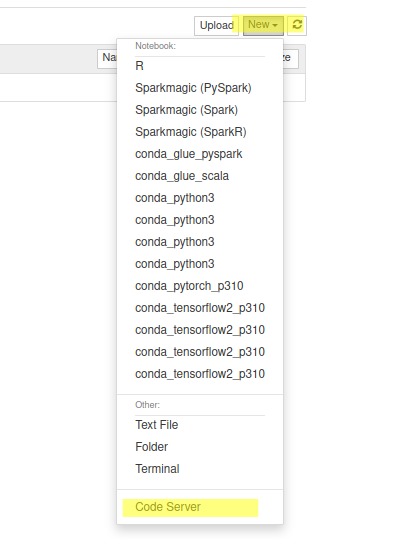 Upload New
Nar ze
Notebook:
R
Sparkmagic (PySpark)
Sparkmagic (Spark)
Sparkmagic (SparkR)
conda_glue_pyspark
conda_glue_scala
conda_python3
conda_python3
conda_python3
conda_python3
conda_pytorch_p310
conda_tensorflow2_p310
conda_tensorflow2_p310
conda_tensorflow2_p310
conda_tensorflow2_p310
Other:
Text File
Folder
Terminal
Code Server